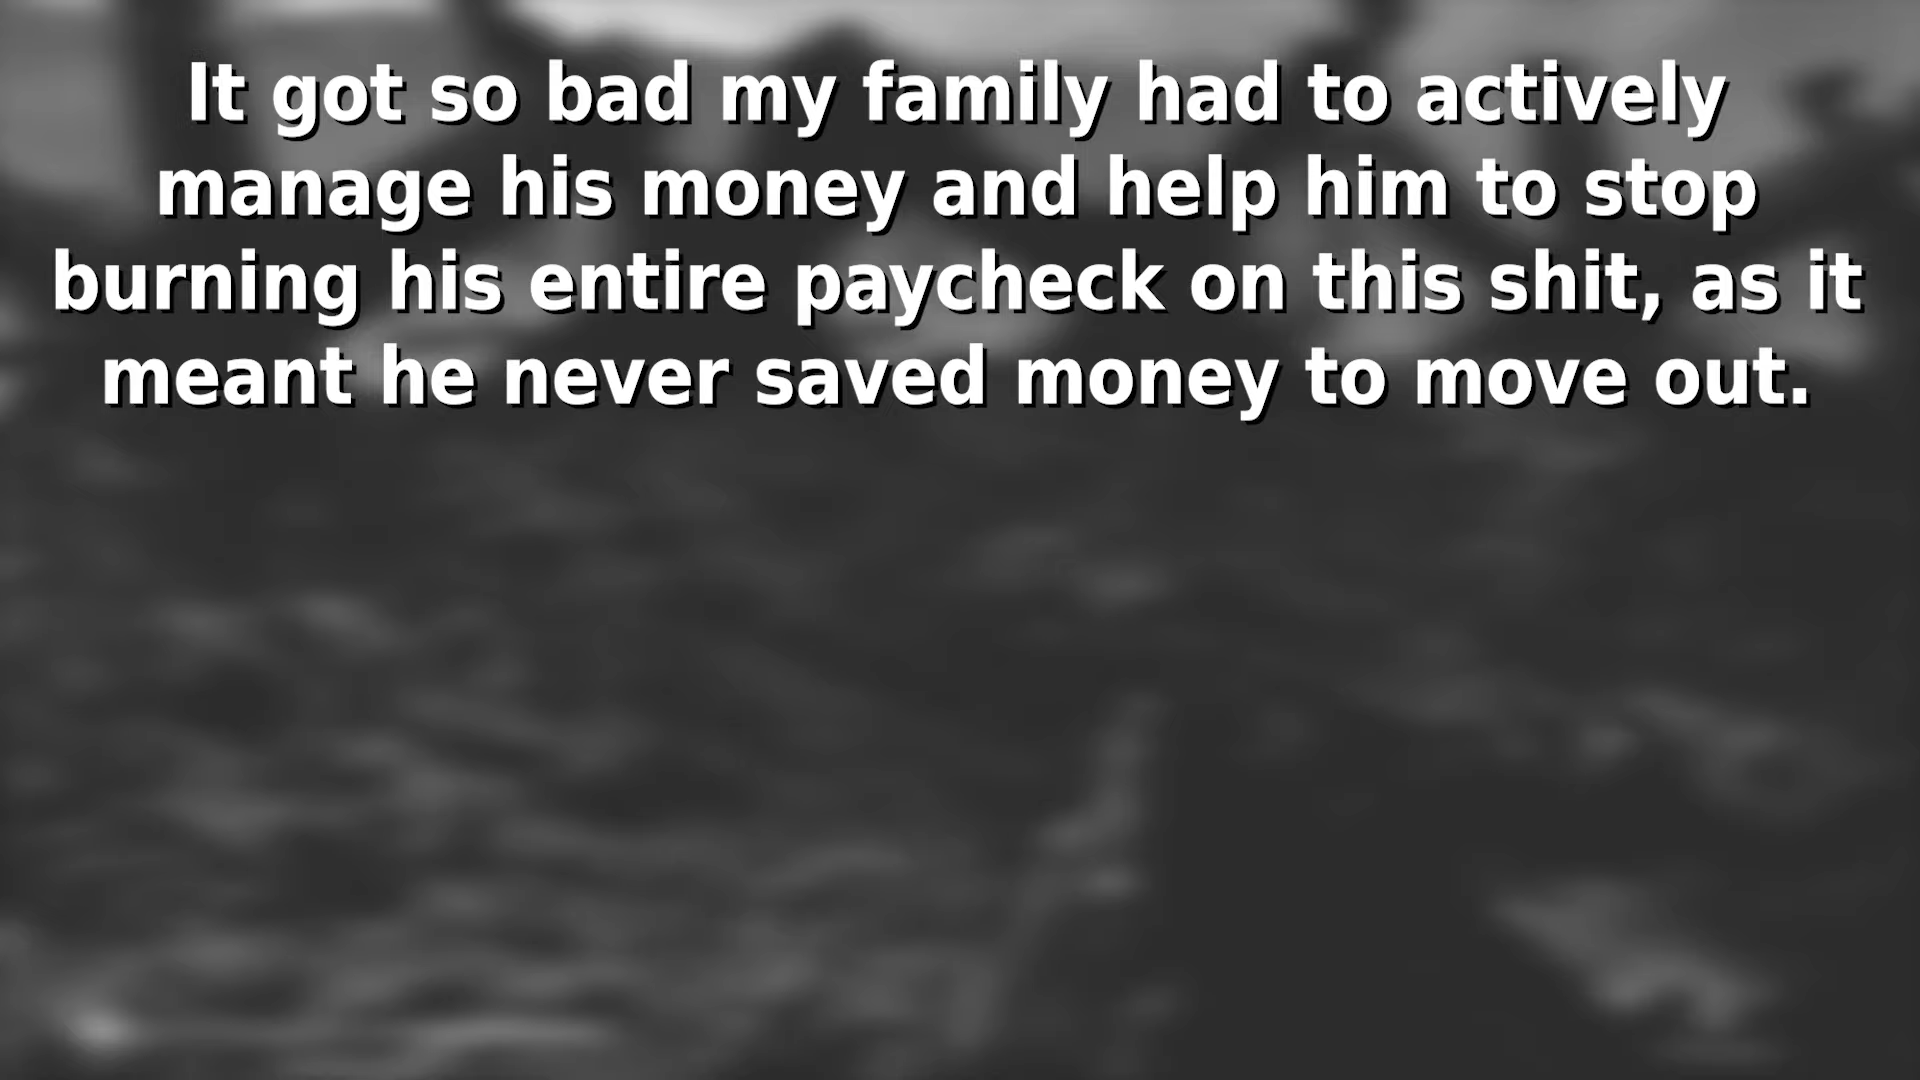 It got so bad my family had to actively
manage his money and help him to stop
burning his entire paycheck on this shit, as it
meant he never saved money to move out.